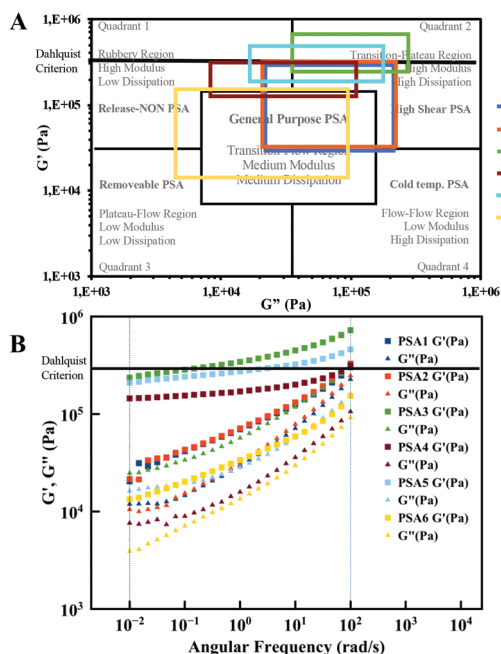 A
Quadrant 1
Quadrant 2
1,E+06
Dahlquist
Criterion
Rubbery Region
High Modulus
Low Dissipation
Transition-Plateau Region
High Modulus
High Dissipation
1,E+05
Release-NON PSA
High Shear PSA
General Purpose PSA
Transition Flow Region
Medium Modulus
Medium Dissipation
G' (Pa)
1,E+04
Removeable PSA
Cold temp. PSA
Plateau-Flow Region
Low Modulus
Low Dissipation
Flow-Flow Region
Low Modulus
High Dissipation
Quadrant 3
Quadrant 4
1,E+03
1,E+03
1,E+04
1,E+05
1,E+06
G" (Pa)
B
10⁶
Dahlquist
Criterion
10⁵
10⁴
10³
G', G" (Pa)
PSA1 G'(Pa)
G"(Pa)
PSA2 G'(Pa)
G"(Pa)
PSA3 G'(Pa)
G"(Pa)
PSA4 G'(Pa)
G"(Pa)
PSA5 G'(Pa)
G"(Pa)
PSA6 G'(Pa)
G"(Pa)
10⁻² 10⁻¹ 10⁰ 10¹ 10² 10³ 10⁴
Angular Frequency (rad/s)